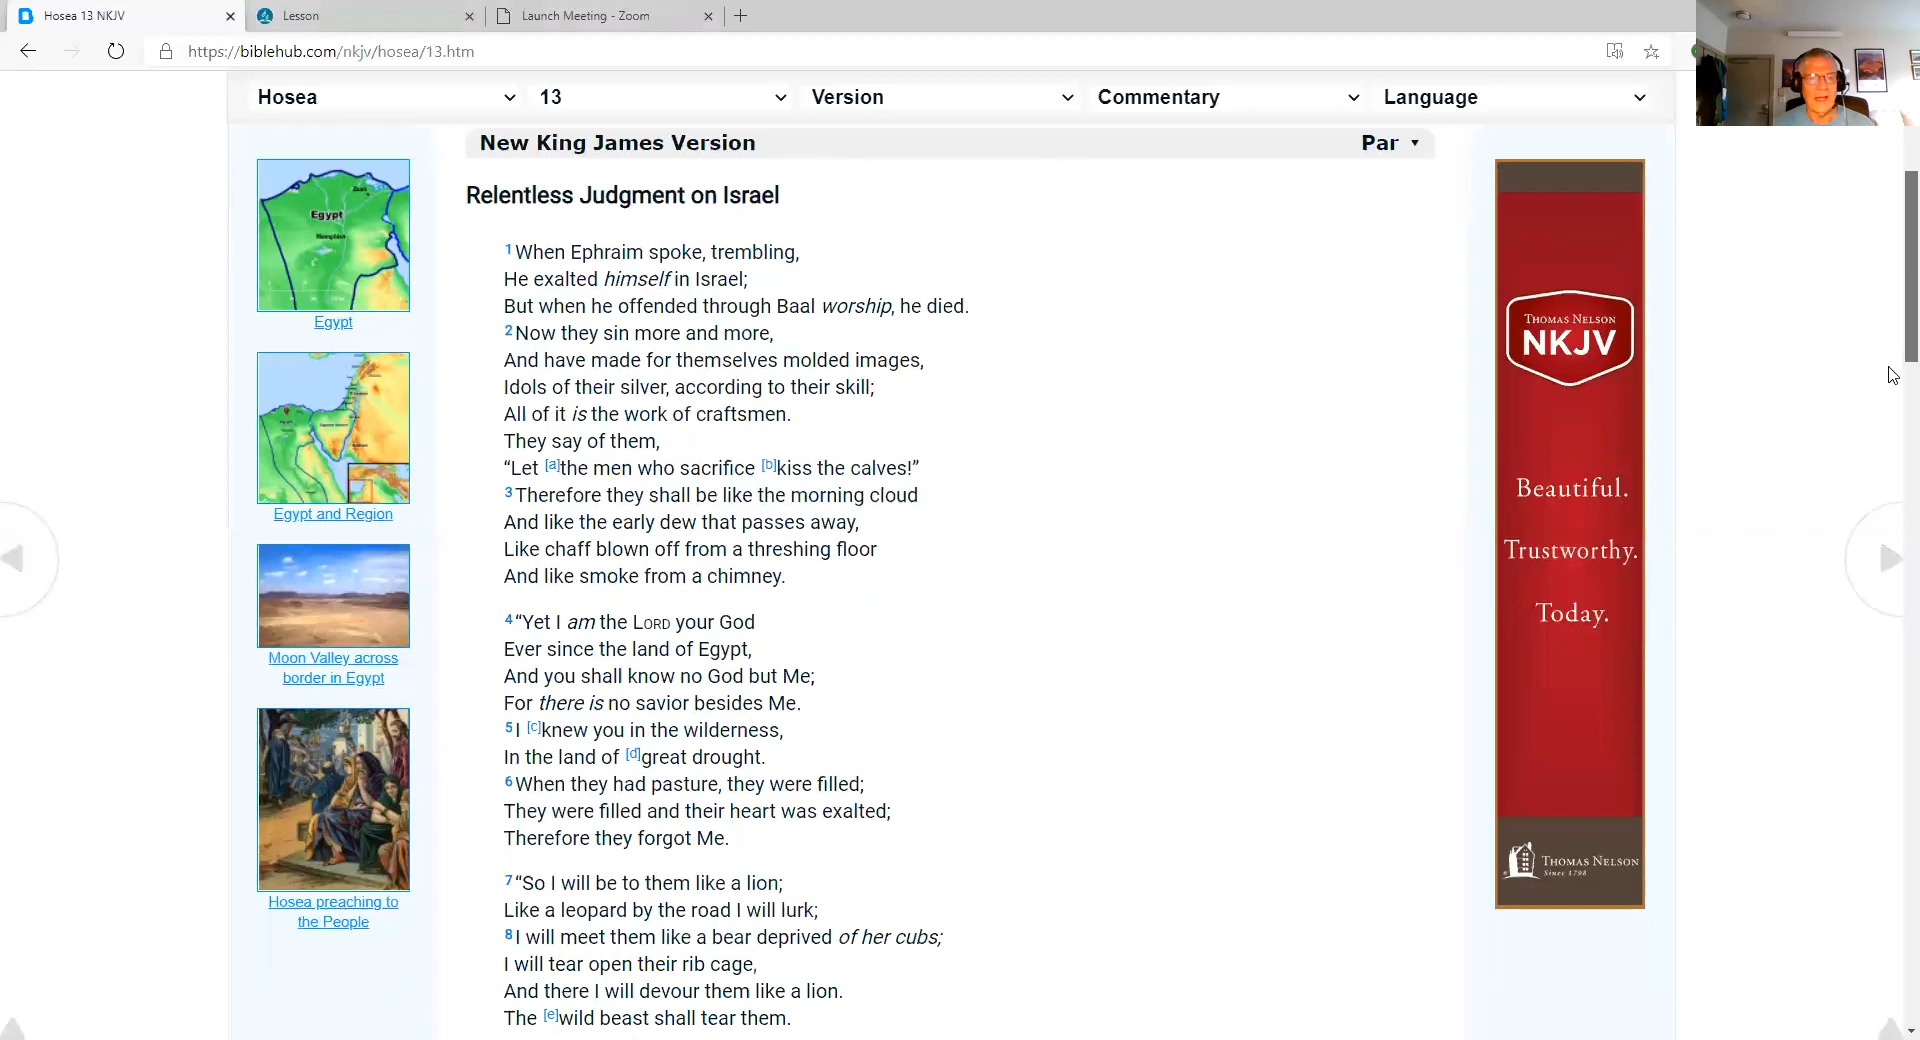 Hosea 13 NKJV
Lesson
Launch Meeting - Zoom
https://biblehub.com/nkjv/hosea/13.htm
Hosea 13 Version Commentary Language
New King James Version Par ▼
Relentless Judgment on Israel
1 When Ephraim spoke, trembling,
He exalted himself in Israel;
But when he offended through Baal worship, he died.
2 Now they sin more and more,
And have made for themselves molded images,
Idols of their silver, according to their skill;
All of it is the work of craftsmen.
They say of them,
“Let [a]the men who sacrifice [b]kiss the calves!”
3 Therefore they shall be like the morning cloud
And like the early dew that passes away,
Like chaff blown off from a threshing floor
And like smoke from a chimney.
4 “Yet I am the LORD your God
Ever since the land of Egypt,
And you shall know no God but Me;
For there is no savior besides Me.
5 I [c]knew you in the wilderness,
In the land of [d]great drought.
6 When they had pasture, they were filled;
They were filled and their heart was exalted;
Therefore they forgot Me.
7 “So I will be to them like a lion;
Like a leopard by the road I will lurk;
8 I will meet them like a bear deprived of her cubs;
I will tear open their rib cage,
And there I will devour them like a lion.
The [e]wild beast shall tear them.
Egypt
Egypt
Egypt and Region
Moon Valley across
border in Egypt
Hosea preaching to
the People
THOMAS NELSON
NKJV
Beautiful.
Trustworthy.
Today.
THOMAS NELSON
Since 1798